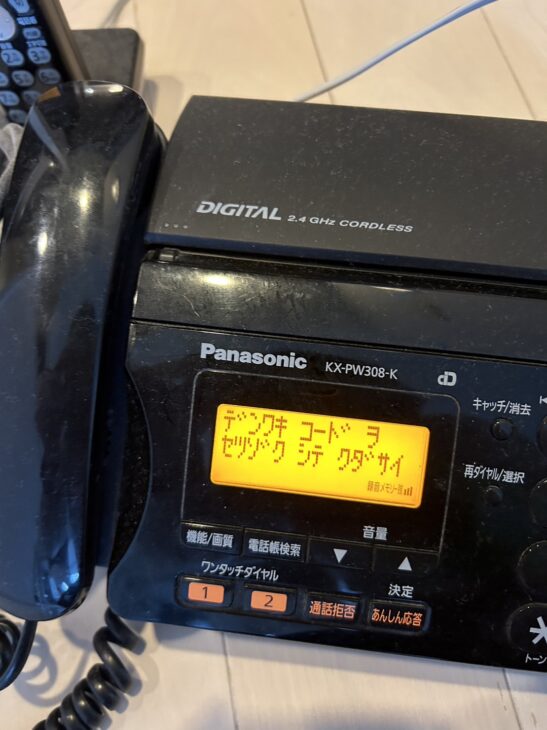 DIGITAL 2.4 GHz CORDLESS
Panasonic KX-PW308-K
キャッチ/消去
デンワキ コード ヲ
セツゾク シテ クダサイ
録音メモリー残
再ダイヤル/選択
機能/画質
電話帳検索
音量
▼
▲
ワンタッチダイヤル
決定
1
2
通話拒否
あんしん応答
トーン